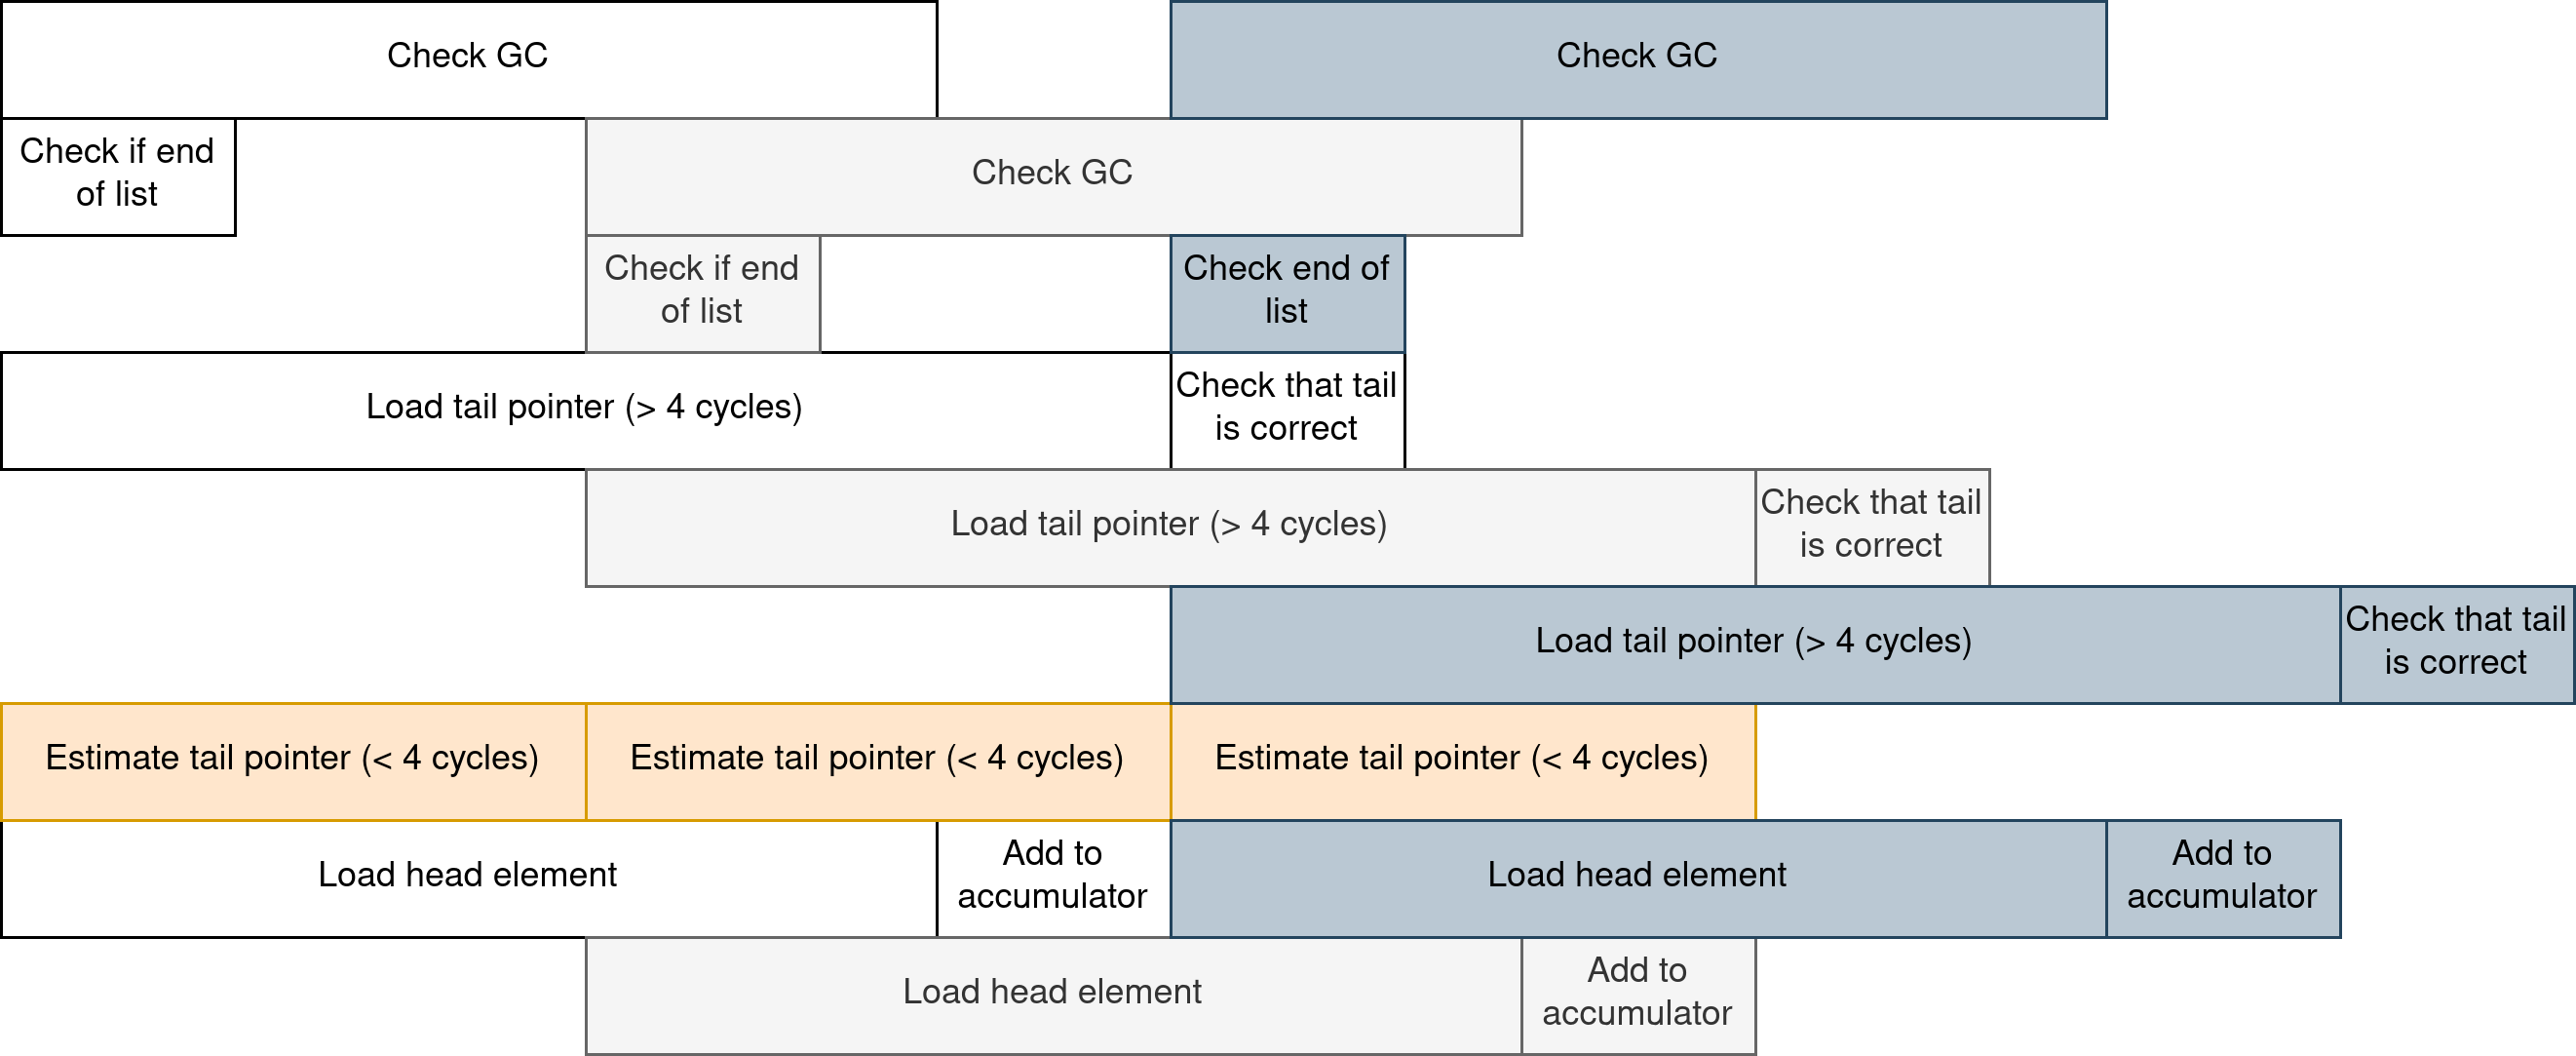 Check GC
Check GC
Check if end
of list
Check GC
Check if end
of list
Check end of
list
Load tail pointer (> 4 cycles)
Check that tail
is correct
Load tail pointer (> 4 cycles)
Check that tail
is correct
Load tail pointer (> 4 cycles)
Check that tail
is correct
Estimate tail pointer (< 4 cycles)
Estimate tail pointer (< 4 cycles)
Estimate tail pointer (< 4 cycles)
Load head element
Add to
accumulator
Load head element
Add to
accumulator
Load head element
Add to
accumulator